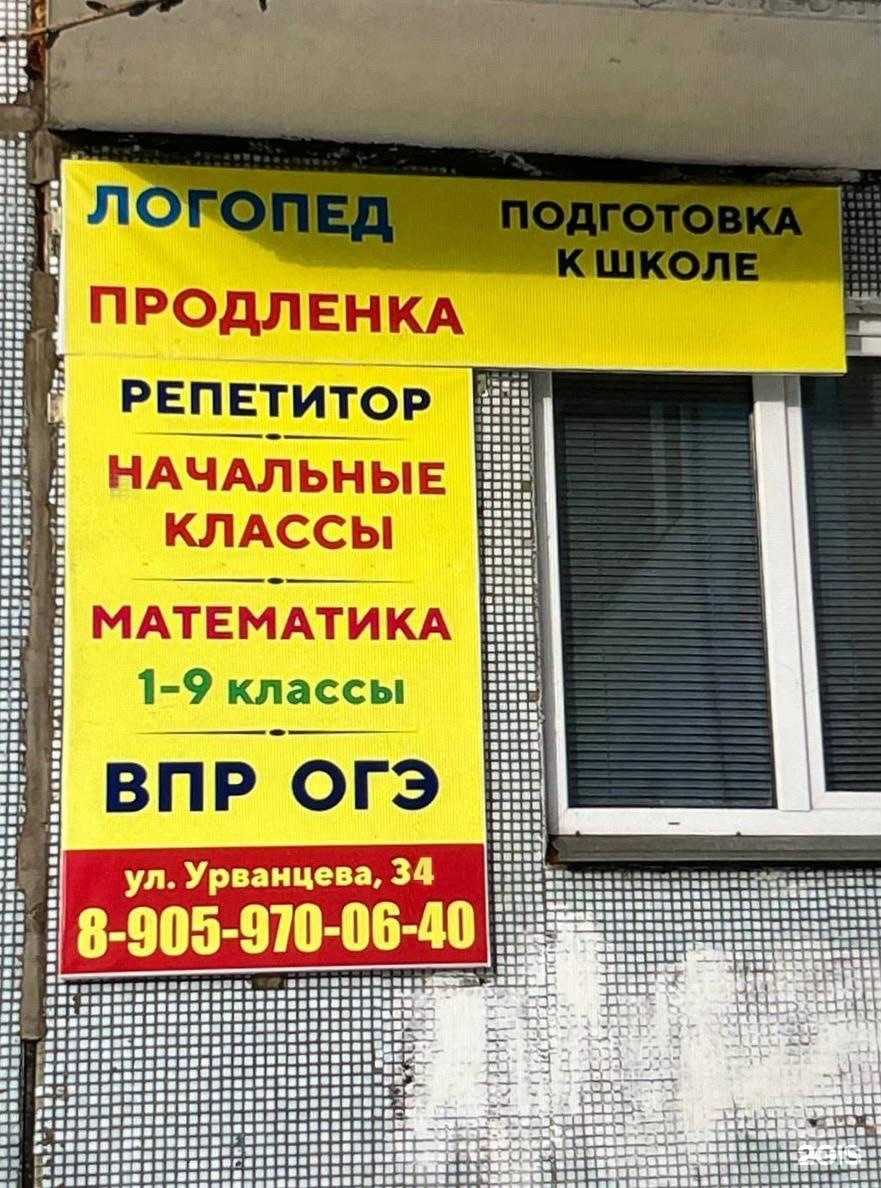 ЛОГОПЕД
ПОДГОТОВКА
К ШКОЛЕ
ПРОДЛЕНКА
РЕПЕТИТОР
НАЧАЛЬНЫЕ
КЛАССЫ
МАТЕМАТИКА
1-9 классы
ВПР ОГЭ
ул. Урванцева, 34
8-905-970-06-40
2GIS